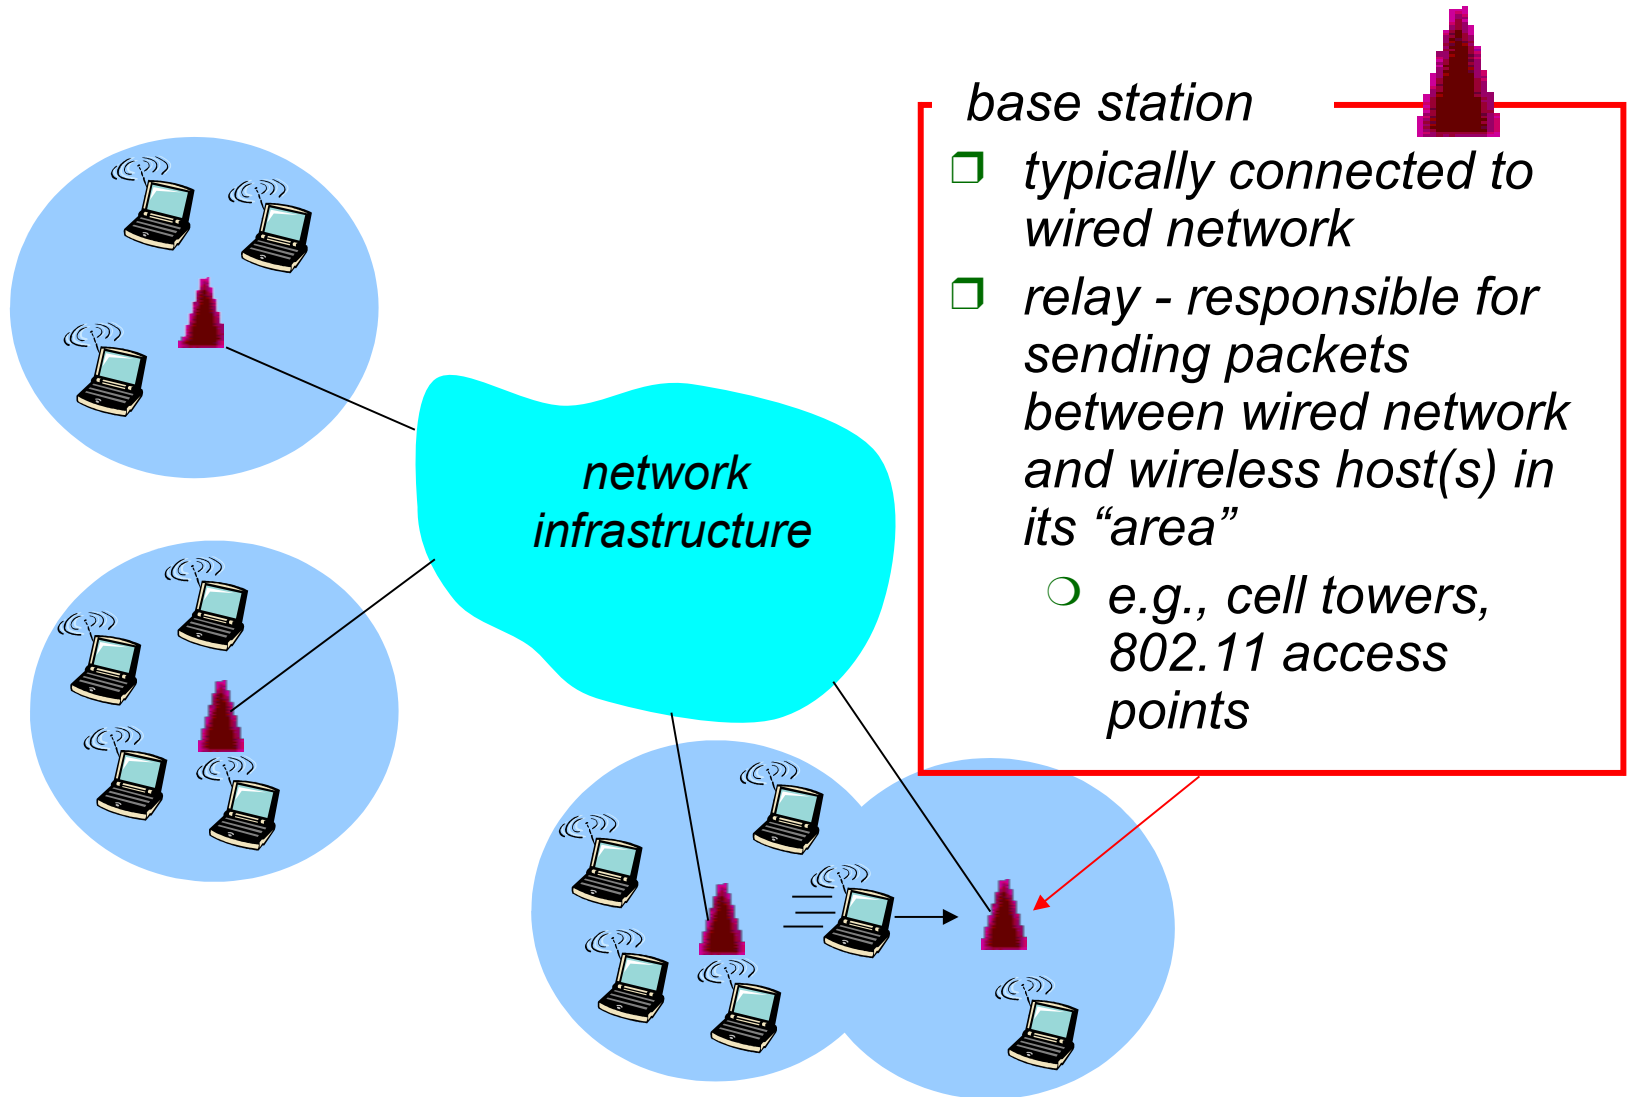 base station
❒ typically connected to
wired network
❒ relay - responsible for
sending packets
between wired network
and wireless host(s) in
its “area”
❍ e.g., cell towers,
802.11 access
points
network
infrastructure